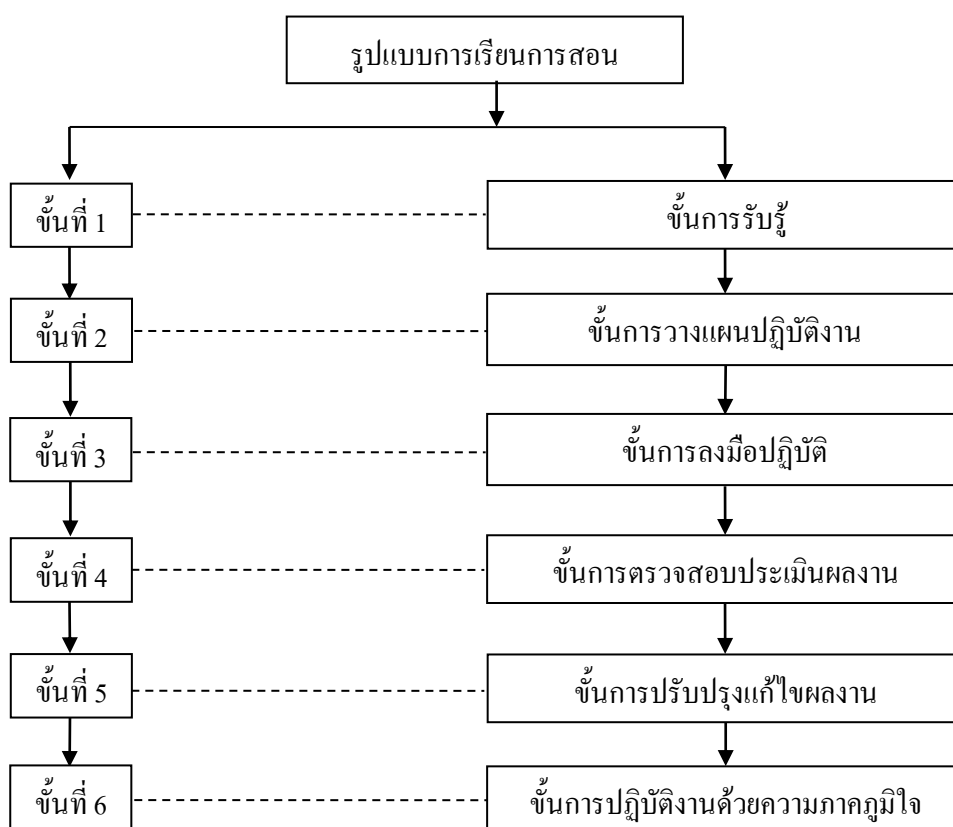 รูปแบบการเรียนการสอน
ขั้นที่ 1
ขั้นการรับรู้
ขั้นที่ 2
ขั้นการวางแผนปฏิบัติงาน
ขั้นที่ 3
ขั้นการลงมือปฏิบัติ
ขั้นที่ 4
ขั้นการตรวจสอบประเมินผลงาน
ขั้นที่ 5
ขั้นการปรับปรุงแก้ไขผลงาน
ขั้นที่ 6
ขั้นการปฏิบัติงานด้วยความภาคภูมิใจ